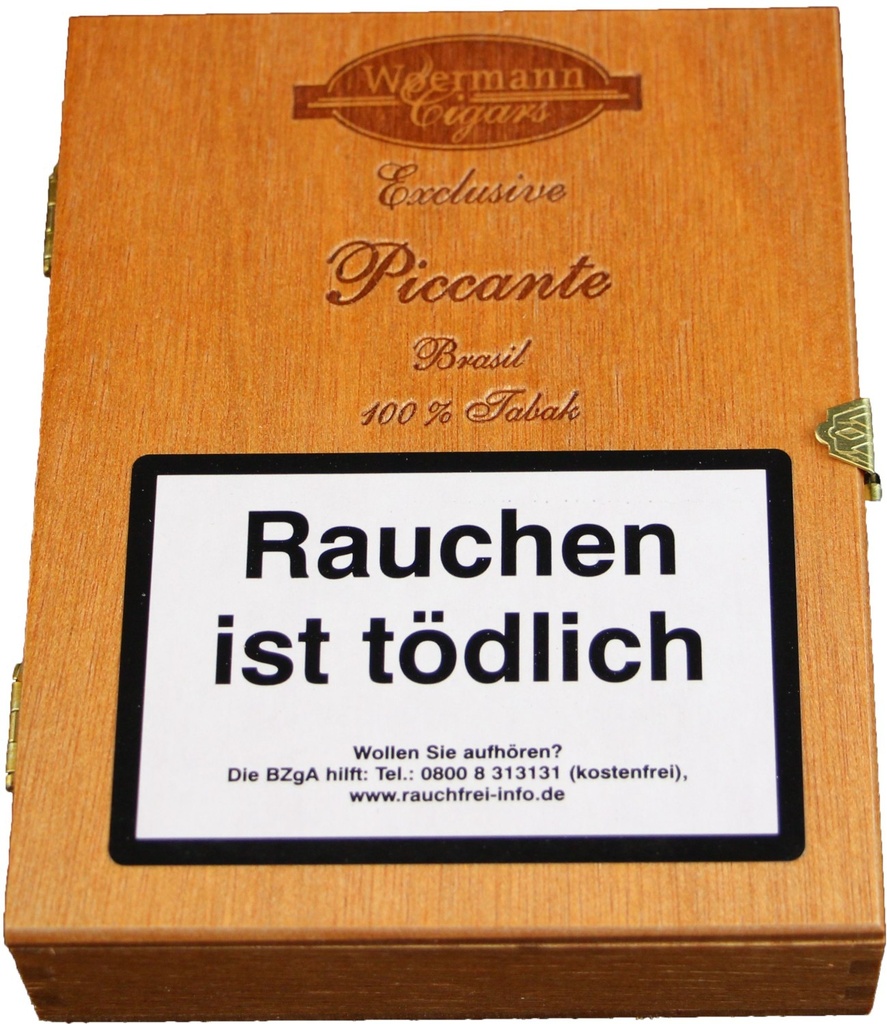 Woermann
Cigars
Exclusive
Piccante
Brasil
100 % Tabak
Rauchen
ist tödlich
Wollen Sie aufhören?
Die BZgA hilft: Tel.: 0800 8 313131 (kostenfrei),
www.rauchfrei-info.de